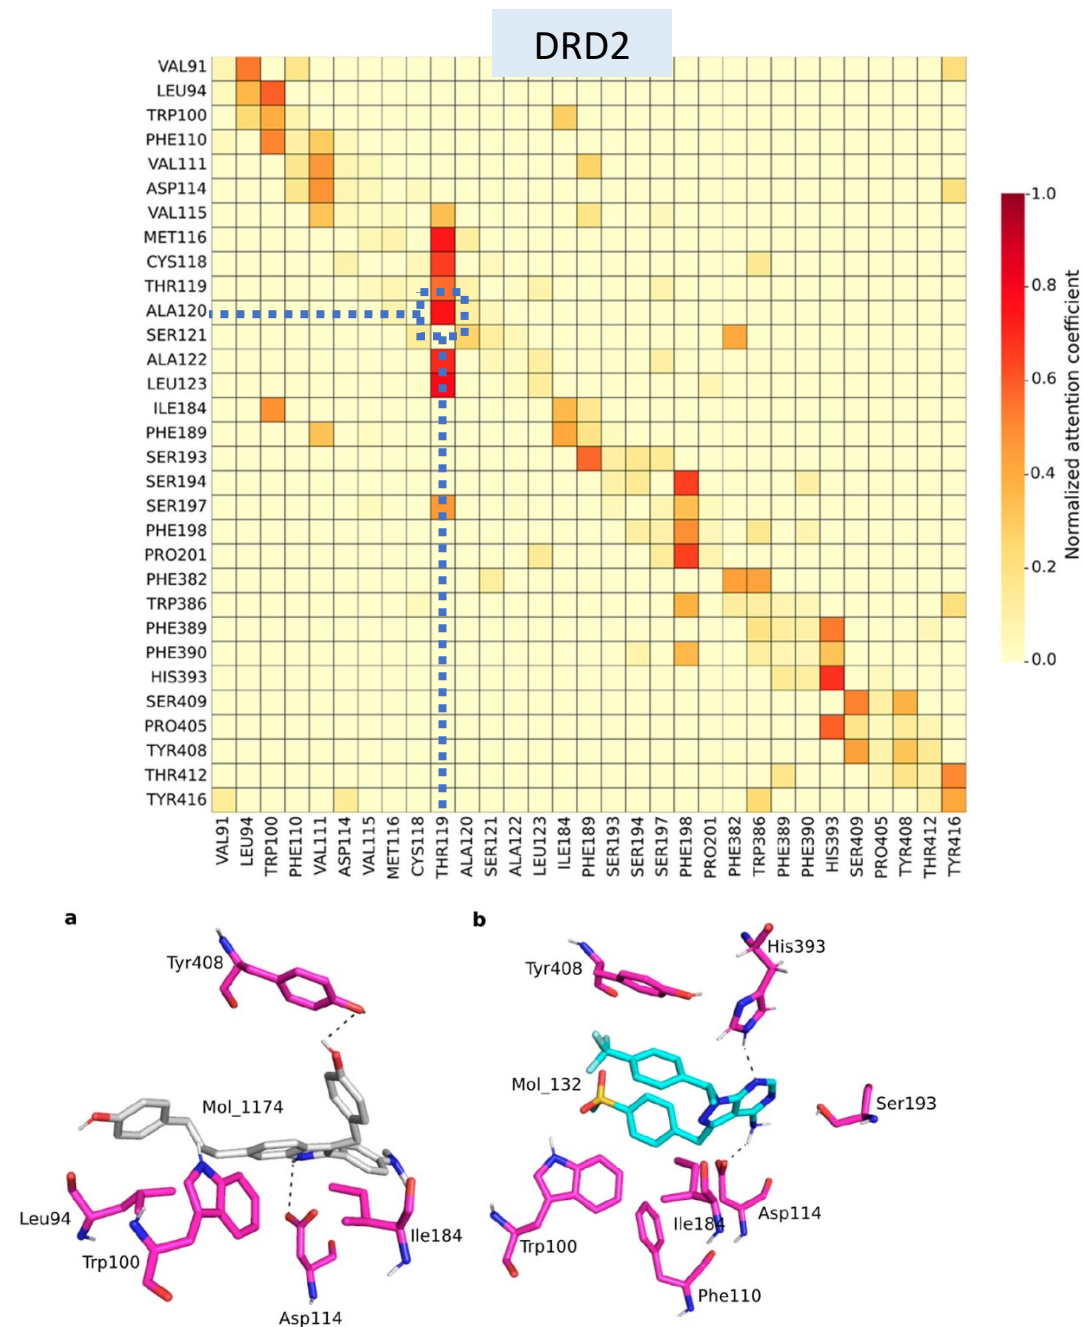 DRD2
VAL91
LEU94
TRP100
PHE110
VAL111
ASP114
VAL115
MET116
CYS118
THR119
ALA120
SER121
ALA122
LEU123
ILE184
PHE189
SER193
SER194
SER197
PHE198
PRO201
PHE382
TRP386
PHE389
PHE390
HIS393
SER409
PRO405
TYR408
THR412
TYR416
VAL91
LEU94
TRP100
PHE110
VAL111
ASP114
VAL115
MET116
CYS118
THR119
ALA120
SER121
ALA122
LEU123
ILE184
PHE189
SER193
SER194
SER197
PHE198
PRO201
PHE382
TRP386
PHE389
PHE390
HIS393
SER409
PRO405
TYR408
THR412
TYR416
1.0
0.8
0.6
0.4
0.2
0.0
Normalized attention coefficient
a
Tyr408
Mol_1174
Leu94
Trp100
Ile184
Asp114
b
His393
Tyr408
Mol_132
Ser193
Ile184
Asp114
Trp100
Phe110